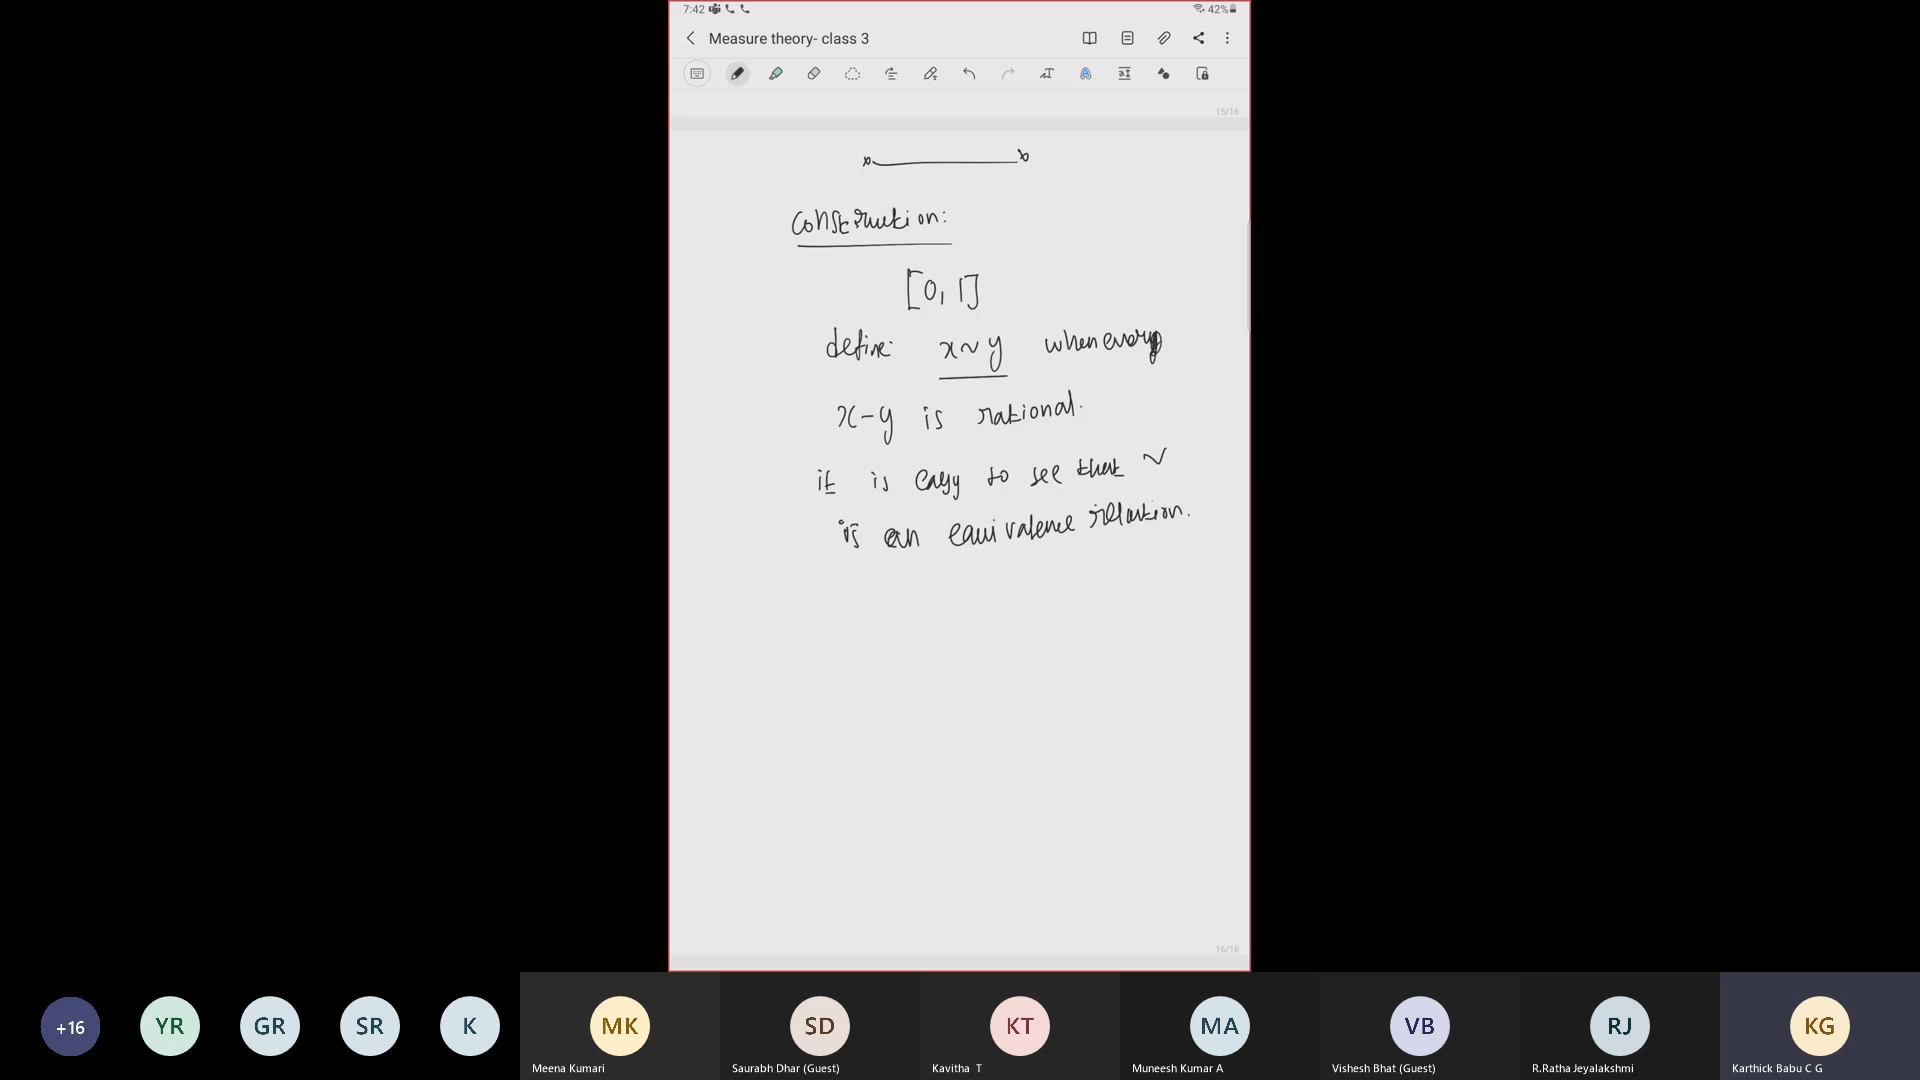 7:42
42%
Measure theory- class 3
15/16
Construction:
[0, 1]
define x~y whenever
x-y is rational.
it is easy to see that ~
is an equivalence relation.
16/16
+16
YR
GR
SR
K
MK
SD
KT
MA
VB
RJ
KG
Meena Kumari
Saurabh Dhar (Guest)
Kavitha T
Muneesh Kumar A
Vishesh Bhat (Guest)
R.Ratha Jeyalakshmi
Karthick Babu C G